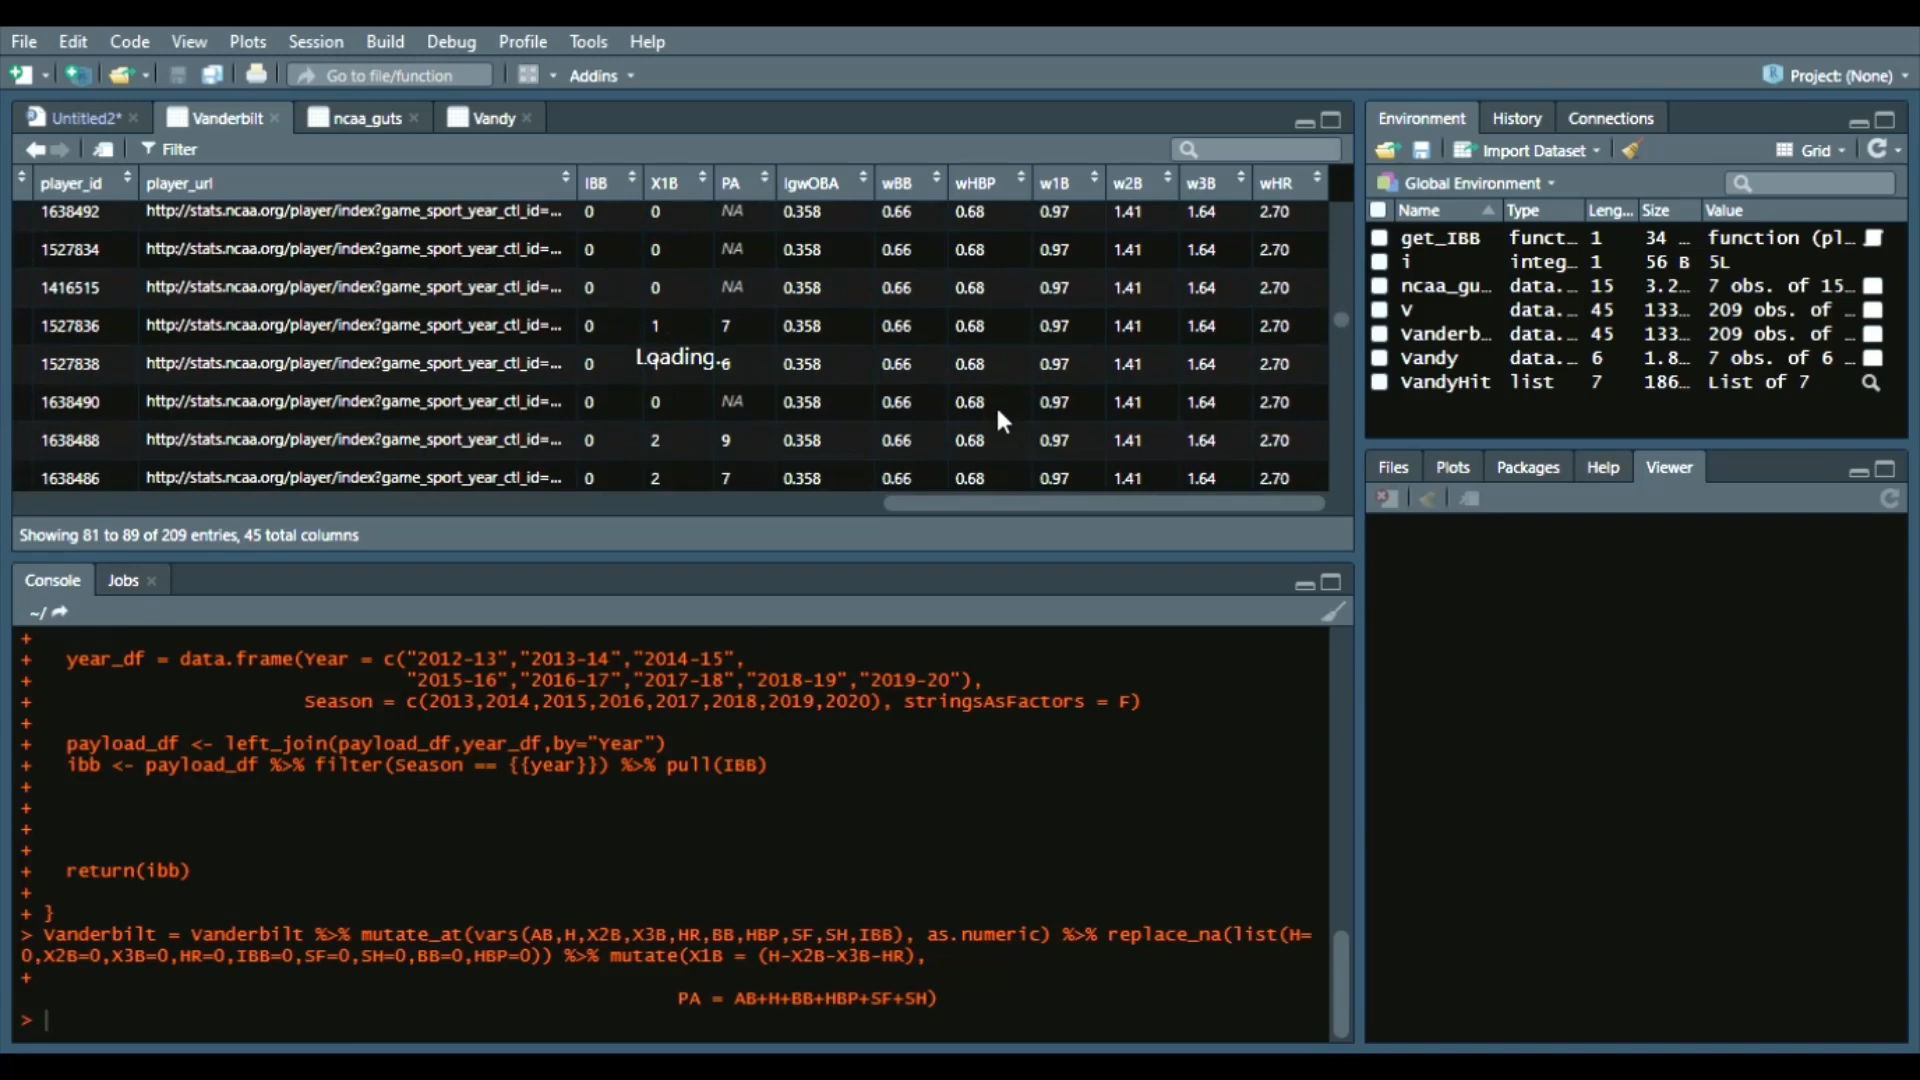 File Edit Code View Plots Session Build Debug Profile Tools Help
Go to file/function Addins Project: (None)
Untitled2* Vanderbilt ncaa_guts Vandy
Filter
player_id player_url IBB X1B PA lgwOBA wBB wHBP w1B w2B w3B wHR
1638492 http://stats.ncaa.org/player/index?game_sport_year_ctl_id=... 0 0 NA 0.358 0.66 0.68 0.97 1.41 1.64 2.70
1527834 http://stats.ncaa.org/player/index?game_sport_year_ctl_id=... 0 0 NA 0.358 0.66 0.68 0.97 1.41 1.64 2.70
1416515 http://stats.ncaa.org/player/index?game_sport_year_ctl_id=... 0 0 NA 0.358 0.66 0.68 0.97 1.41 1.64 2.70
1527836 http://stats.ncaa.org/player/index?game_sport_year_ctl_id=... 0 1 7 0.358 0.66 0.68 0.97 1.41 1.64 2.70
Loading...
1527838 http://stats.ncaa.org/player/index?game_sport_year_ctl_id=... 0 6 0.358 0.66 0.68 0.97 1.41 1.64 2.70
1638490 http://stats.ncaa.org/player/index?game_sport_year_ctl_id=... 0 0 NA 0.358 0.66 0.68 0.97 1.41 1.64 2.70
1638488 http://stats.ncaa.org/player/index?game_sport_year_ctl_id=... 0 2 9 0.358 0.66 0.68 0.97 1.41 1.64 2.70
1638486 http://stats.ncaa.org/player/index?game_sport_year_ctl_id=... 0 2 7 0.358 0.66 0.68 0.97 1.41 1.64 2.70
Showing 81 to 89 of 209 entries, 45 total columns
Console Jobs
~/
+
+ year_df = data.frame(Year = c("2012-13","2013-14","2014-15",
+ "2015-16","2016-17","2017-18","2018-19","2019-20"),
+ Season = c(2013,2014,2015,2016,2017,2018,2019,2020), stringsAsFactors = F)
+
+ payload_df <- left_join(payload_df,year_df,by="Year")
+ ibb <- payload_df %>% filter(Season == {{year}}) %>% pull(IBB)
+
+
+
+
+ return(ibb)
+
+ }
> Vanderbilt = Vanderbilt %>% mutate_at(vars(AB,H,X2B,X3B,HR,BB,HBP,SF,SH,IBB), as.numeric) %>% replace_na(list(H=
0,X2B=0,X3B=0,HR=0,IBB=0,SF=0,SH=0,BB=0,HBP=0)) %>% mutate(X1B = (H-X2B-X3B-HR),
+
PA = AB+H+BB+HBP+SF+SH)
>
Environment History Connections
Import Dataset Grid
Global Environment
Name Type Leng... Size Value
get_IBB funct... 1 34 ... function (pl...
i integ... 1 56 B 5L
ncaa_gu... data.... 15 3.2... 7 obs. of 15...
V data.... 45 133... 209 obs. of ...
Vanderb... data.... 45 133... 209 obs. of ...
Vandy data.... 6 1.8... 7 obs. of 6 ...
VandyHit list 7 186... List of 7
Files Plots Packages Help Viewer